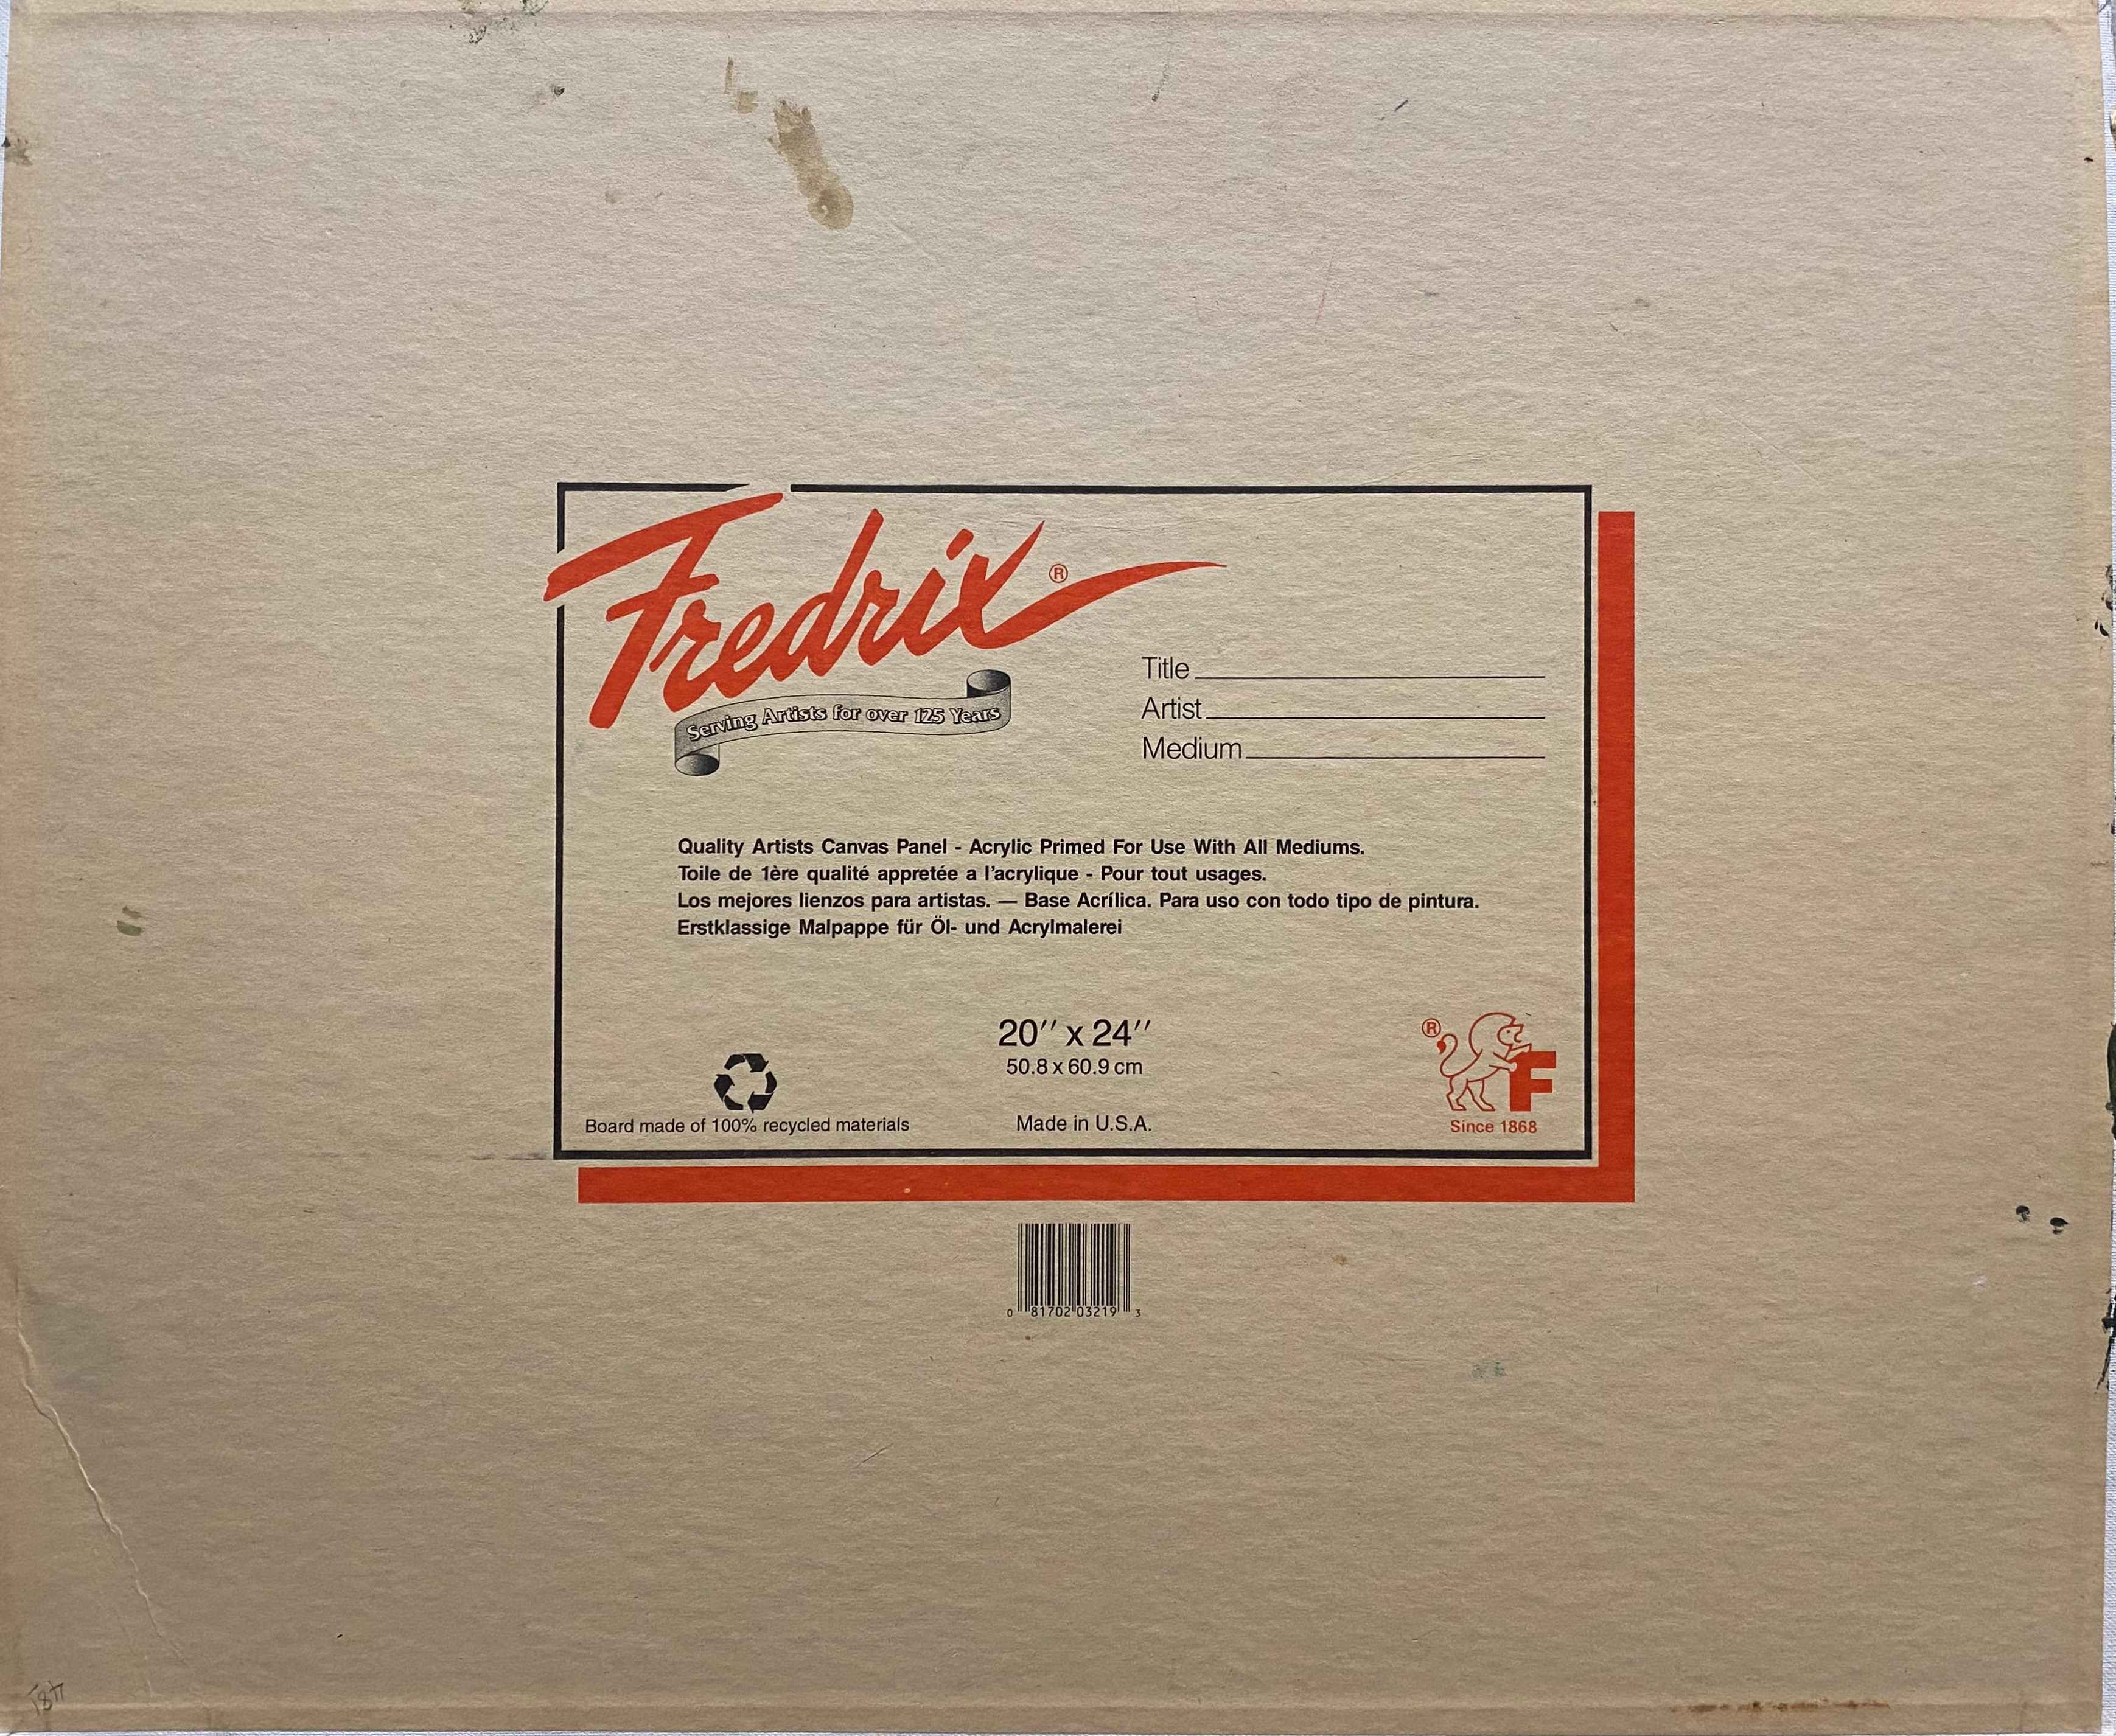 Fredrix®
Serving Artists for over 125 Years
Title
Artist
Medium
Quality Artists Canvas Panel - Acrylic Primed For Use With All Mediums.
Toile de 1ère qualité appretée a l'acrylique - Pour tout usages.
Los mejores lienzos para artistas. — Base Acrílica. Para uso con todo tipo de pintura.
Erstklassige Malpappe für Öl- und Acrylmalerei
20″ x 24″
50.8 x 60.9 cm
Board made of 100% recycled materials
Made in U.S.A.
® F
Since 1868
0 81702 03219 3